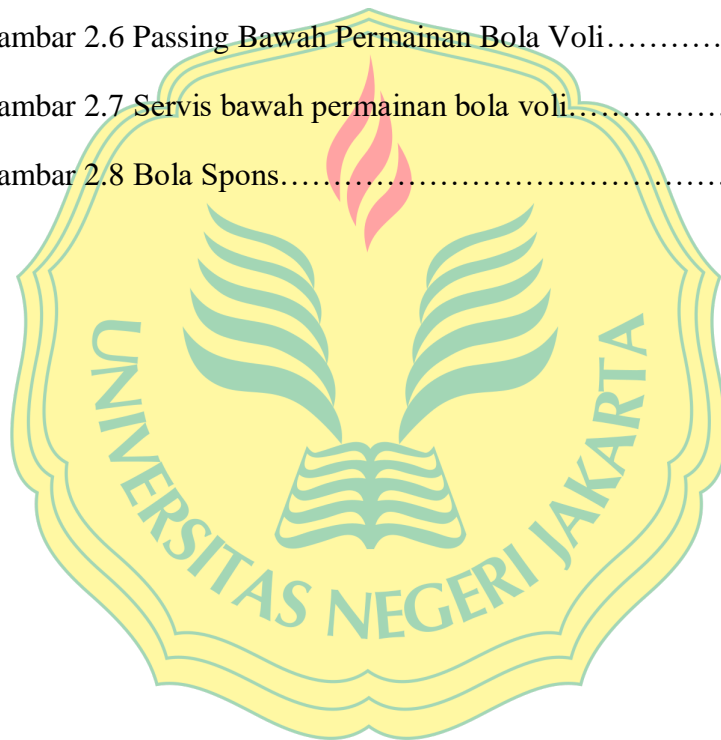 ambar 2.6 Passing Bawah Permainan Bola Voli…………
ambar 2.7 Servis bawah permainan bola voli………………
ambar 2.8 Bola Spons……………………………………………
UNIVERSITAS NEGERI JAKARTA